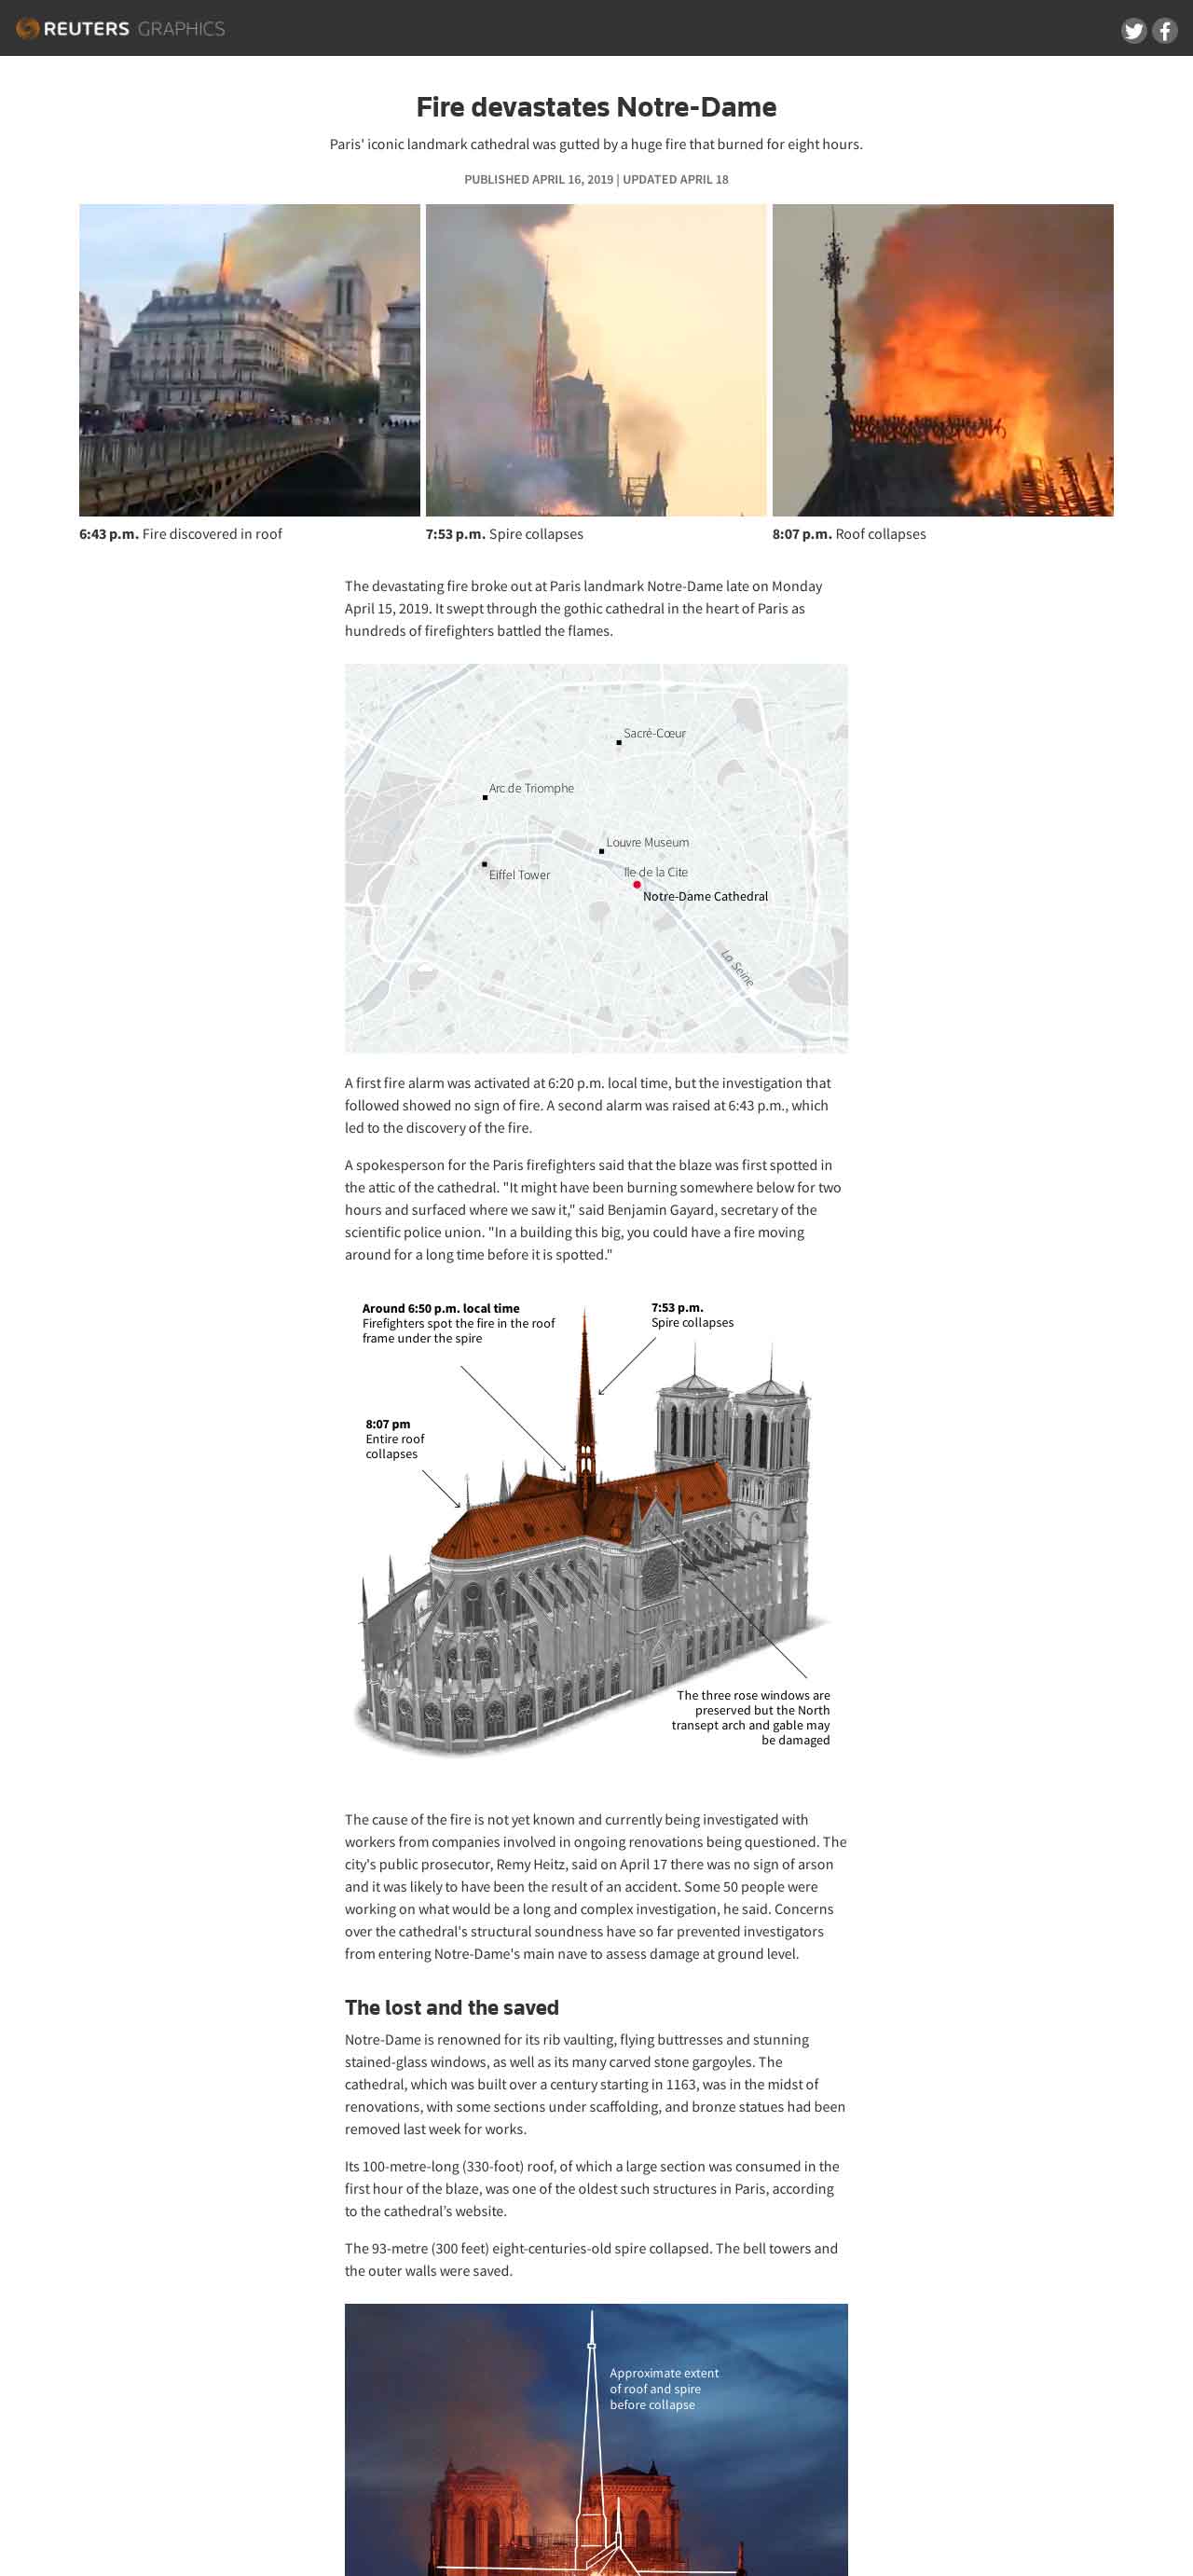 REUTERS GRAPHICS
Fire devastates Notre-Dame
Paris' iconic landmark cathedral was gutted by a huge fire that burned for eight hours.
PUBLISHED APRIL 16, 2019 | UPDATED APRIL 18
6:43 p.m. Fire discovered in roof
7:53 p.m. Spire collapses
8:07 p.m. Roof collapses
The devastating fire broke out at Paris landmark Notre-Dame late on Monday
April 15, 2019. It swept through the gothic cathedral in the heart of Paris as
hundreds of firefighters battled the flames.
Sacré-Cœur
Arc de Triomphe
Louvre Museum
Eiffel Tower
Ile de la Cite
Notre-Dame Cathedral
La Seine
A first fire alarm was activated at 6:20 p.m. local time, but the investigation that
followed showed no sign of fire. A second alarm was raised at 6:43 p.m., which
led to the discovery of the fire.
A spokesperson for the Paris firefighters said that the blaze was first spotted in
the attic of the cathedral. "It might have been burning somewhere below for two
hours and surfaced where we saw it," said Benjamin Gayard, secretary of the
scientific police union. "In a building this big, you could have a fire moving
around for a long time before it is spotted."
Around 6:50 p.m. local time
Firefighters spot the fire in the roof
frame under the spire
7:53 p.m.
Spire collapses
8:07 pm
Entire roof
collapses
The three rose windows are
preserved but the North
transept arch and gable may
be damaged
The cause of the fire is not yet known and currently being investigated with
workers from companies involved in ongoing renovations being questioned. The
city's public prosecutor, Remy Heitz, said on April 17 there was no sign of arson
and it was likely to have been the result of an accident. Some 50 people were
working on what would be a long and complex investigation, he said. Concerns
over the cathedral's structural soundness have so far prevented investigators
from entering Notre-Dame's main nave to assess damage at ground level.
The lost and the saved
Notre-Dame is renowned for its rib vaulting, flying buttresses and stunning
stained-glass windows, as well as its many carved stone gargoyles. The
cathedral, which was built over a century starting in 1163, was in the midst of
renovations, with some sections under scaffolding, and bronze statues had been
removed last week for works.
Its 100-metre-long (330-foot) roof, of which a large section was consumed in the
first hour of the blaze, was one of the oldest such structures in Paris, according
to the cathedral's website.
The 93-metre (300 feet) eight-centuries-old spire collapsed. The bell towers and
the outer walls were saved.
Approximate extent
of roof and spire
before collapse